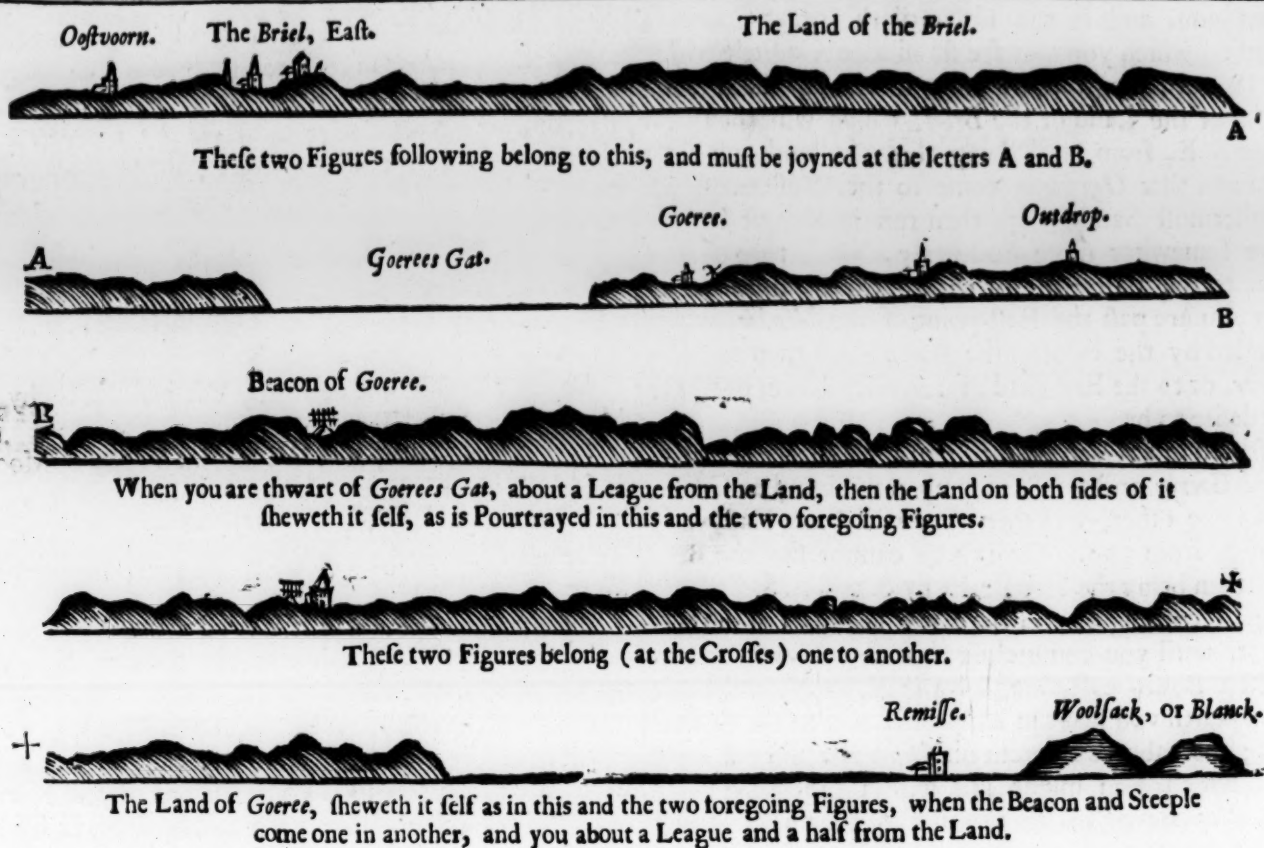 Ooſtvoorn. The Briel, Eaſt. The Land of the Briel.
A
Theſe two Figures following belong to this, and muſt be joyned at the letters A and B.
Goeree. Outdrop.
A Goerees Gat.
B
Beacon of Goeree.
B
When you are thwart of Goerees Gat, about a League from the Land, then the Land on both ſides of it
ſheweth it ſelf, as is Pourtrayed in this and the two foregoing Figures.
Theſe two Figures belong (at the Croſſes) one to another.
Remiſſe. Woolſack, or Blanck.
The Land of Goeree, ſheweth it ſelf as in this and the two foregoing Figures, when the Beacon and Steeple
come one in another, and you about a League and a half from the Land.